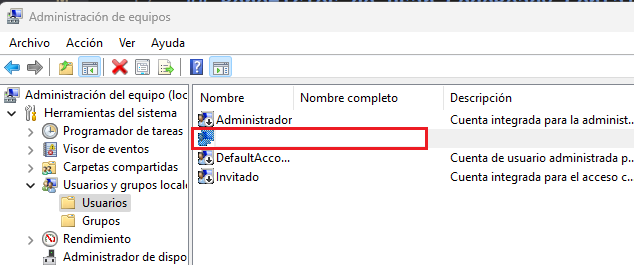 Administración de equipos
Archivo Acción Ver Ayuda
Administración del equipo (loc
Herramientas del sistema
Programador de tareas
Visor de eventos
Carpetas compartidas
Usuarios y grupos locale
Usuarios
Grupos
Rendimiento
Administrador de dispo
Nombre Nombre completo Descripción
Administrador Cuenta integrada para la administ...
DefaultAcco... Cuenta de usuario administrada p...
Invitado Cuenta integrada para el acceso c...